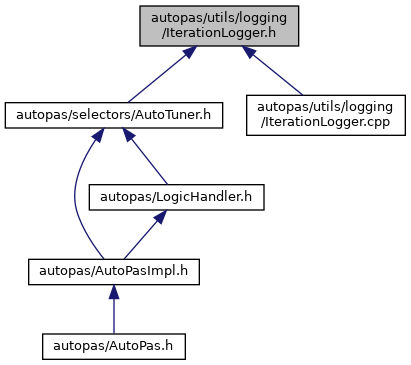 autopas/utils/logging
/IterationLogger.h
autopas/selectors/AutoTuner.h
autopas/utils/logging
/IterationLogger.cpp
autopas/LogicHandler.h
autopas/AutoPasImpl.h
autopas/AutoPas.h